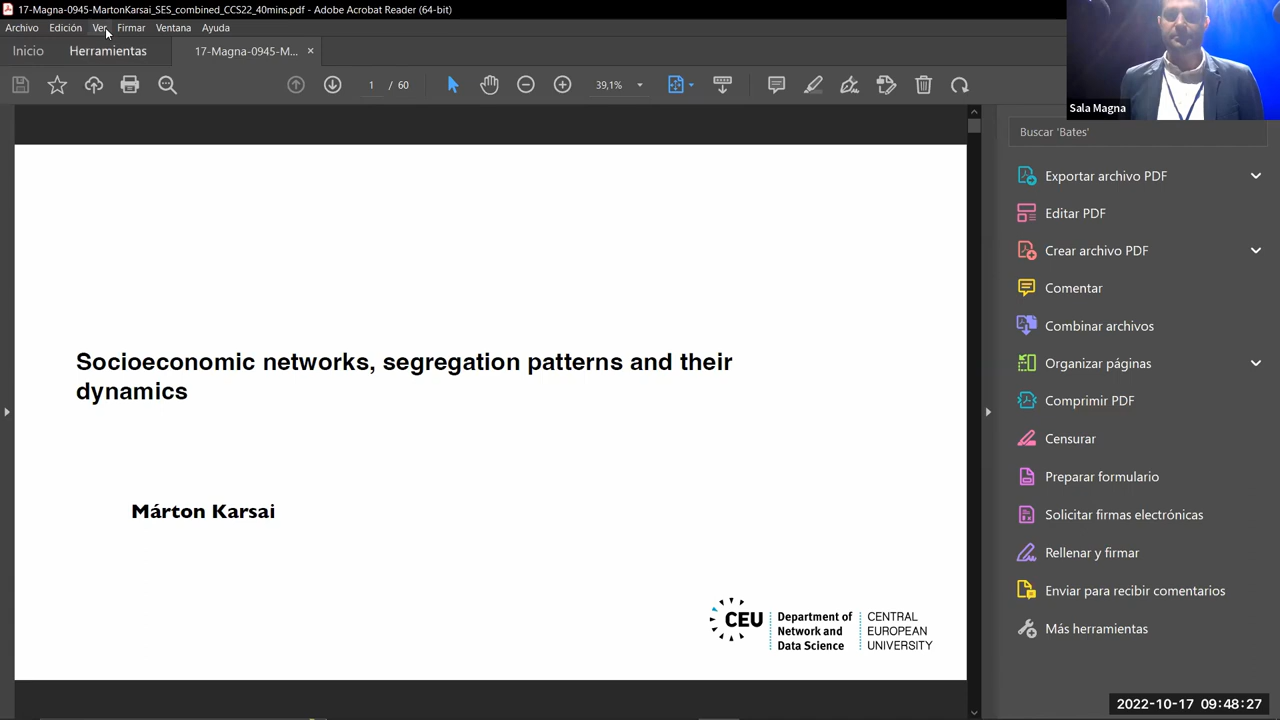 17-Magna-0945-MartonKarsai_SES_combined_CCS22_40mins.pdf - Adobe Acrobat Reader (64-bit)
Archivo Edición Ver Firmar Ventana Ayuda
Inicio Herramientas 17-Magna-0945-M...
1 / 60 39,1%
Sala Magna
Buscar 'Bates'
Exportar archivo PDF
Editar PDF
Crear archivo PDF
Comentar
Combinar archivos
Organizar páginas
Comprimir PDF
Censurar
Preparar formulario
Solicitar firmas electrónicas
Rellenar y firmar
Enviar para recibir comentarios
Más herramientas
Socioeconomic networks, segregation patterns and their
dynamics
Márton Karsai
CEU
Department of
Network and
Data Science
CENTRAL
EUROPEAN
UNIVERSITY
2022-10-17 09:48:27